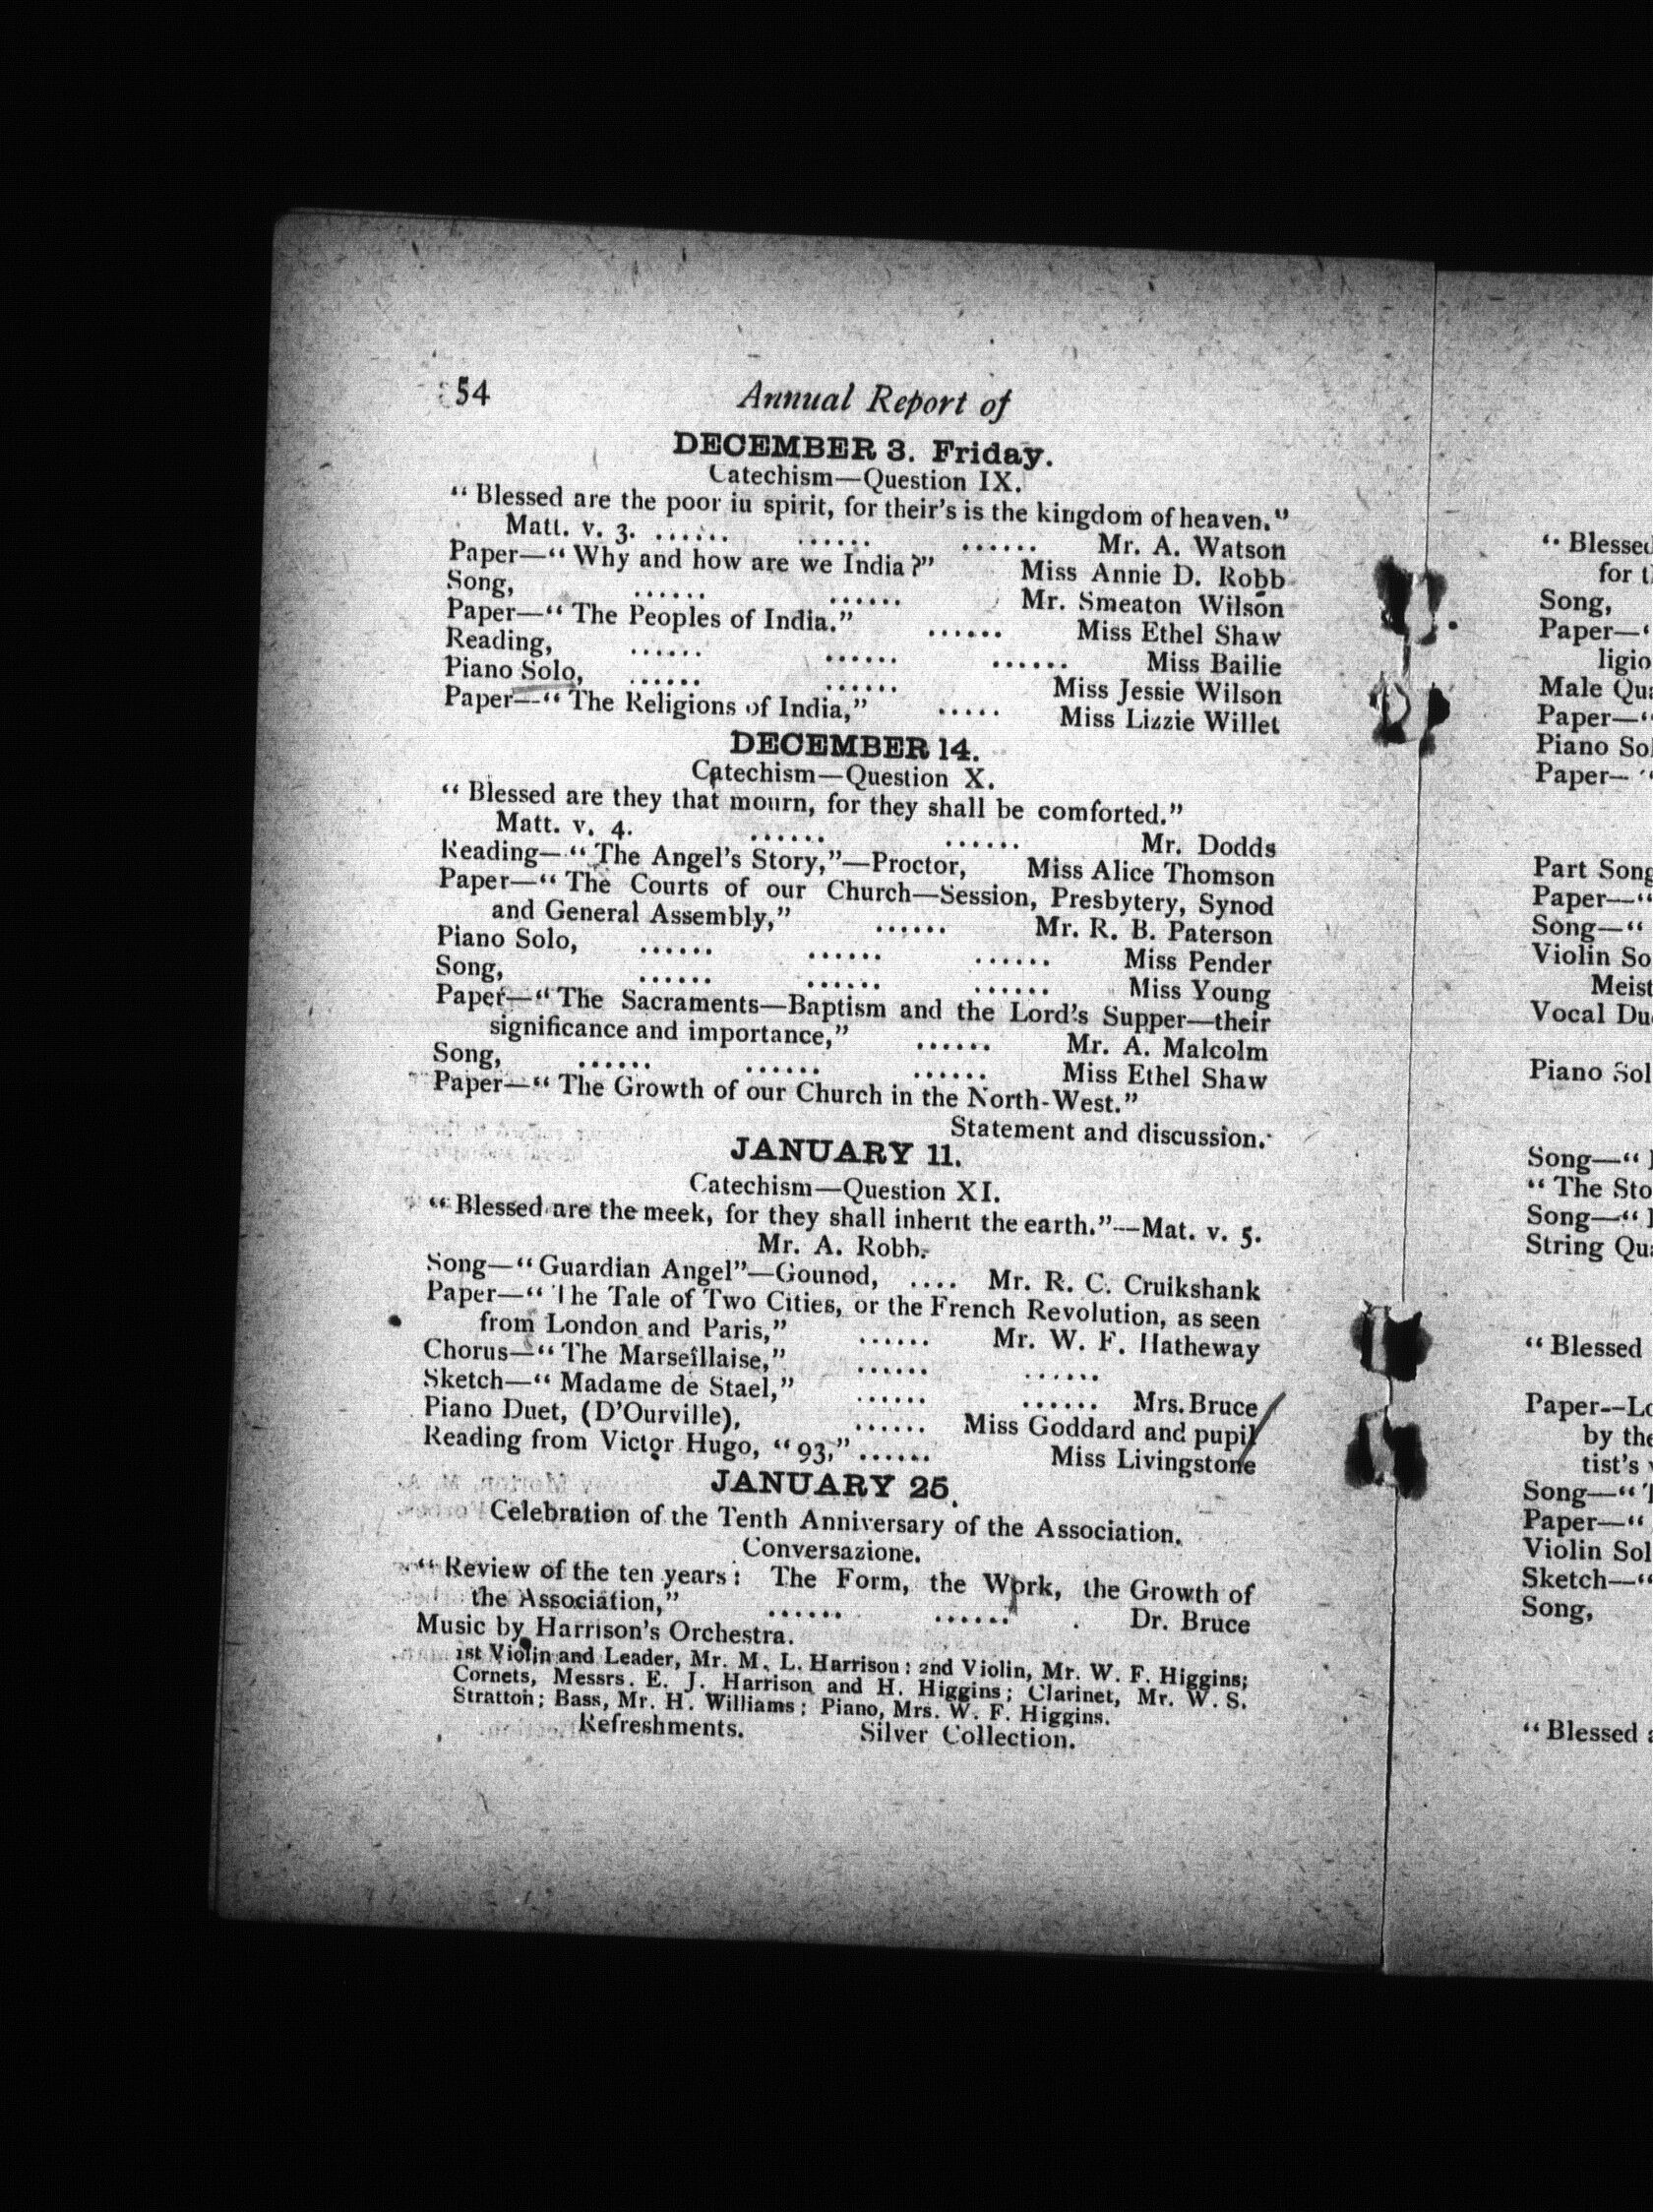 54 Annual Report of
DECEMBER 3. Friday.
Catechism—Question IX.
“Blessed are the poor iu spirit, for their's is the kingdom of heaven.”
Matt. v. 3. ...... ...... ...... Mr. A. Watson
Paper—“Why and how are we India?” Miss Annie D. Robb
Song, ...... ...... Mr. Smeaton Wilson
Paper—“The Peoples of India.” ...... Miss Ethel Shaw
Reading, ...... ...... ...... Miss Bailie
Piano Solo, ...... ...... Miss Jessie Wilson
Paper—“The Religions of India,” ..... Miss Lizzie Willet
DECEMBER 14.
Catechism—Question X.
“Blessed are they that mourn, for they shall be comforted.”
Matt. v. 4. ...... ...... Mr. Dodds
Reading—“The Angel's Story,”—Proctor, Miss Alice Thomson
Paper—“The Courts of our Church—Session, Presbytery, Synod
and General Assembly,” ...... Mr. R. B. Paterson
Piano Solo, ...... ...... ...... Miss Pender
Song, ...... ...... ...... Miss Young
Paper—“The Sacraments—Baptism and the Lord's Supper—their
significance and importance,” ...... Mr. A. Malcolm
Song, ...... ...... ...... Miss Ethel Shaw
Paper—“The Growth of our Church in the North-West.”
Statement and discussion.
JANUARY 11.
Catechism—Question XI.
“Blessed are the meek, for they shall inherit the earth.”—Mat. v. 5.
Mr. A. Robb.
Song—“Guardian Angel”—Gounod, .... Mr. R. C. Cruikshank
Paper—“The Tale of Two Cities, or the French Revolution, as seen
from London and Paris,” ...... Mr. W. F. Hatheway
Chorus—“The Marseillaise,” ...... ......
Sketch—“Madame de Stael,” ...... ...... Mrs. Bruce
Piano Duet, (D'Ourville), ...... Miss Goddard and pupil
Reading from Victor Hugo, “93,” ...... Miss Livingstone
JANUARY 25.
Celebration of the Tenth Anniversary of the Association.
Conversazione.
“Review of the ten years: The Form, the Work, the Growth of
the Association,” ...... ...... Dr. Bruce
Music by Harrison's Orchestra.
1st Violin and Leader, Mr. M. L. Harrison; 2nd Violin, Mr. W. F. Higgins;
Cornets, Messrs. E. J. Harrison and H. Higgins; Clarinet, Mr. W. S.
Stratton; Bass, Mr. H. Williams; Piano, Mrs. W. F. Higgins.
Refreshments. Silver Collection.
“Blessed
for
Song,
Paper—“
Male
Paper—“
Piano
Paper—“
Part Song
Paper—“
Song—“
Violin
Vocal
Piano
Song—“
“The
Song—“
String
“Blessed
Paper—
by the
tist's
Song—“
Paper—“
Violin
Sketch—“
Song,
“Blessed